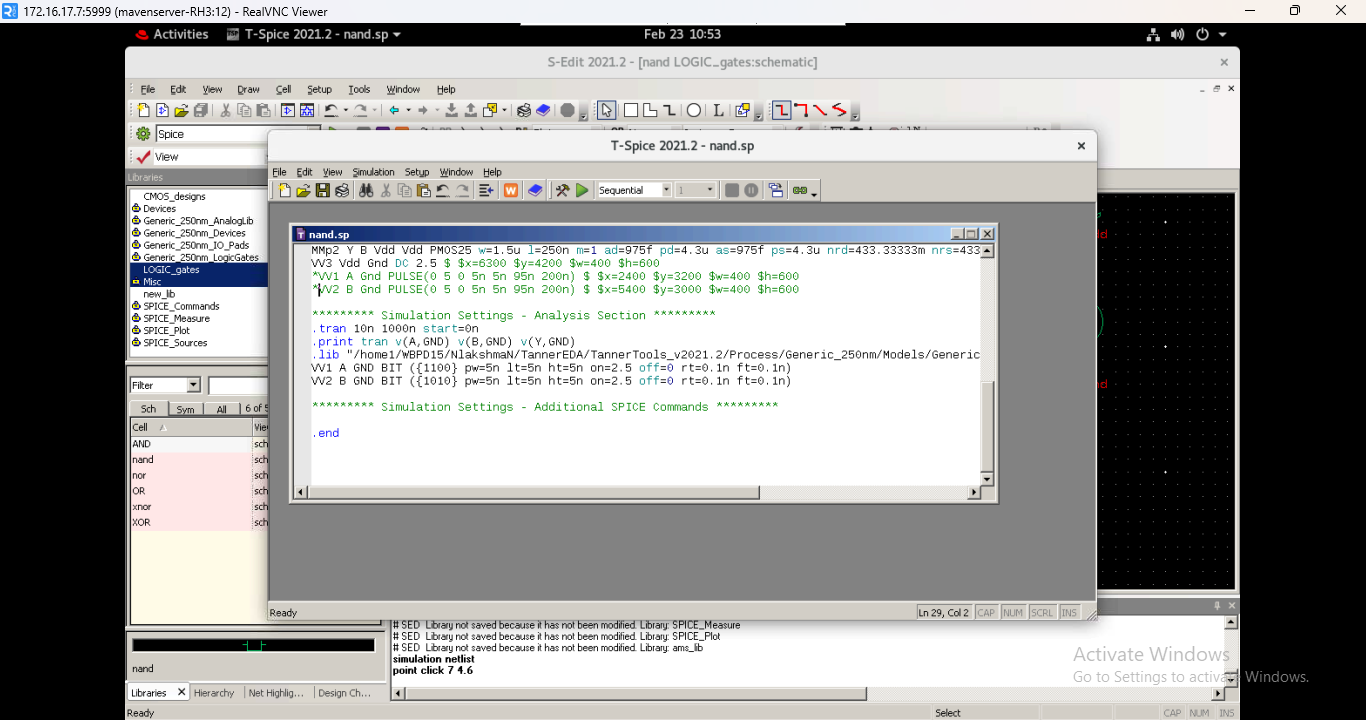 172.16.17.7:5999 (mavenserver-RH3:12) - RealVNC Viewer
Activities
T-Spice 2021.2 - nand.sp
Feb 23 10:53
S-Edit 2021.2 - [nand LOGIC_gates:schematic]
File Edit View Draw Cell Setup Tools Window Help
Spice
View
T-Spice 2021.2 - nand.sp
File Edit View Simulation Setup Window Help
Sequential
1
Libraries
CMOS_designs
Devices
Generic_250nm_AnalogLib
Generic_250nm_Devices
Generic_250nm_IO_Pads
Generic_250nm_LogicGates
LOGIC_gates
Misc
new_lib
SPICE_Commands
SPICE_Measure
SPICE_Plot
SPICE_Sources
nand.sp
MMp2 Y B Vdd Vdd PMOS25 w=1.5u l=250n m=1 ad=975f pd=4.3u as=975f ps=4.3u nrd=433.33333m nrs=433
VV3 Vdd Gnd DC 2.5 $ $x=6300 $y=4200 $w=400 $h=600
*VV1 A Gnd PULSE(0 5 0 5n 5n 95n 200n) $ $x=2400 $y=3200 $w=400 $h=600
*VV2 B Gnd PULSE(0 5 0 5n 5n 95n 200n) $ $x=5400 $y=3000 $w=400 $h=600
********* Simulation Settings - Analysis Section *********
.tran 10n 1000n start=0n
.print tran v(A,GND) v(B,GND) v(Y,GND)
.lib "/home1/WBPD15/NlakshmaN/TannerEDA/TannerTools_v2021.2/Process/Generic_250nm/Models/Generic
VV1 A GND BIT ({1100} pw=5n lt=5n ht=5n on=2.5 off=0 rt=0.1n ft=0.1n)
VV2 B GND BIT ({1010} pw=5n lt=5n ht=5n on=2.5 off=0 rt=0.1n ft=0.1n)
********* Simulation Settings - Additional SPICE Commands *********
.end
Filter
Sch Sym All 6 of
Cell Vie
AND sch
nand sch
nor sch
OR sch
xnor sch
XOR sch
Ready
Ln 29, Col 2 CAP NUM SCRL INS
# SED Library not saved because it has not been modified. Library: SPICE_Measure
# SED Library not saved because it has not been modified. Library: SPICE_Plot
# SED Library not saved because it has not been modified. Library: ams_lib
simulation netlist
point click 7 4.6
nand
Libraries Hierarchy Net Highlig... Design Ch...
Activate Windows
Go to Settings to activate Windows.
Ready
Select
CAP NUM INS